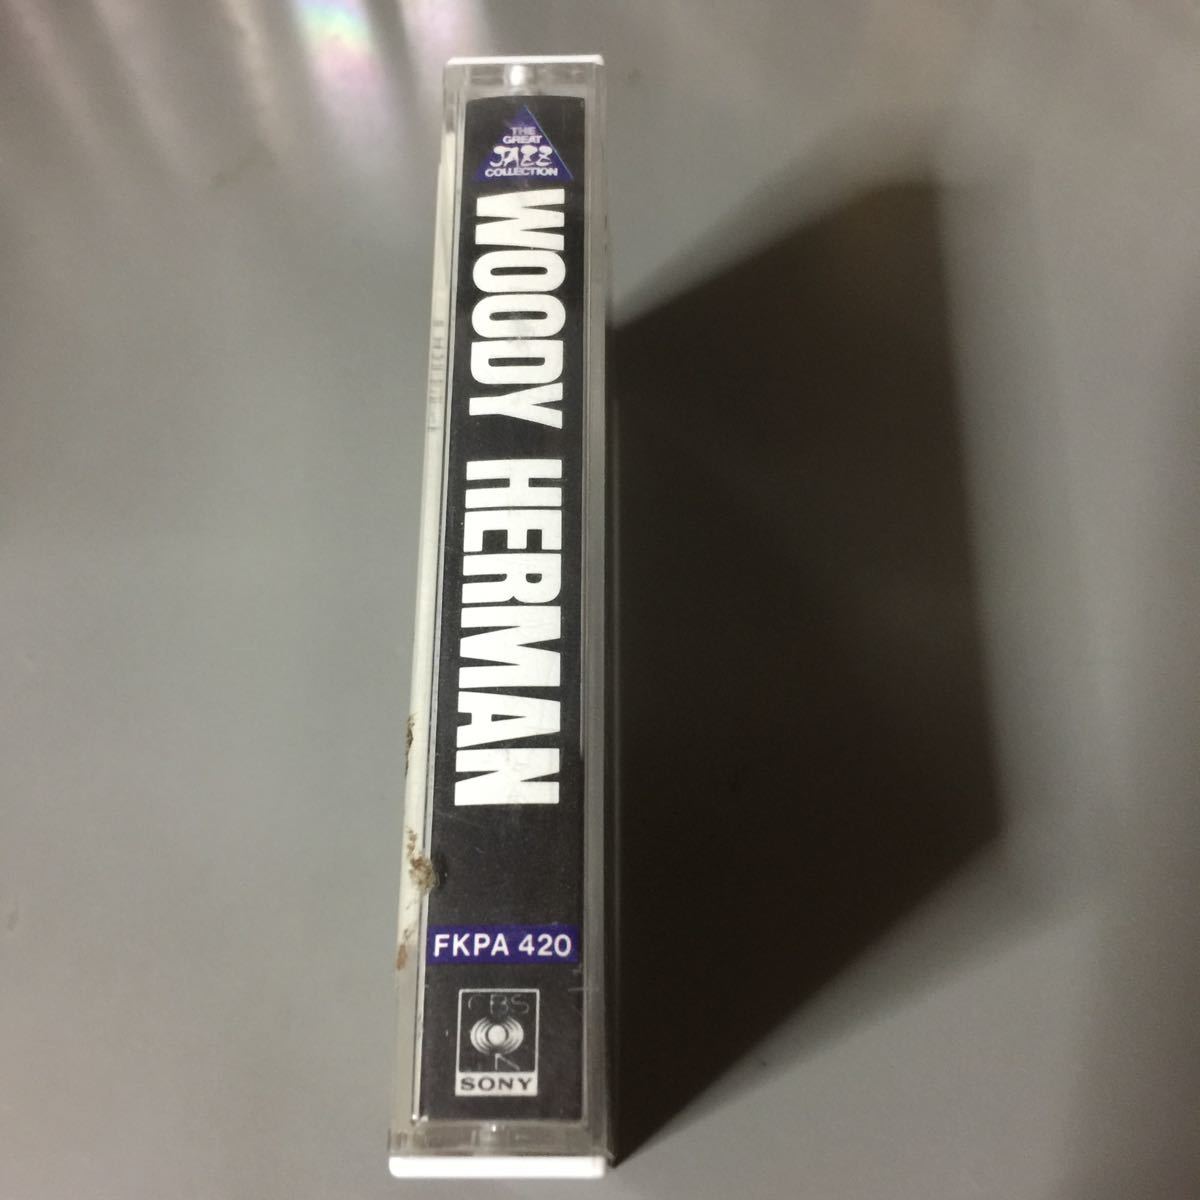 THE
GREAT
JAZZ
COLLECTION
WOODY HERMAN
FKPA 420
CBS
SONY